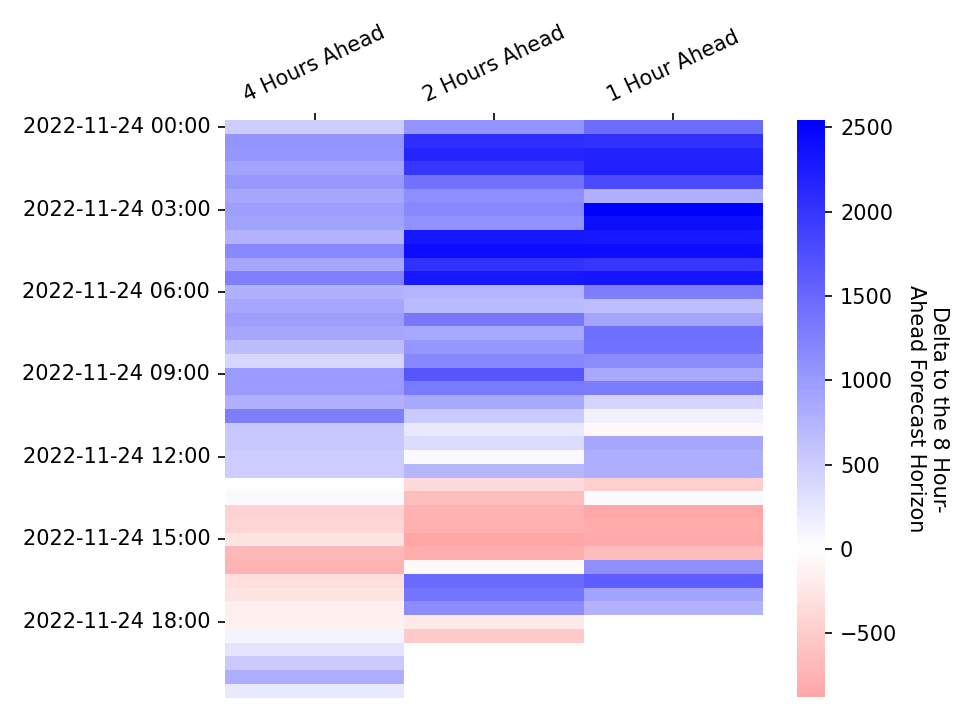 4 Hours Ahead
2 Hours Ahead
1 Hour Ahead
2022-11-24 00:00
2022-11-24 03:00
2022-11-24 06:00
2022-11-24 09:00
2022-11-24 12:00
2022-11-24 15:00
2022-11-24 18:00
2500
2000
1500
1000
500
0
−500
Delta to the 8 Hour-
Ahead Forecast Horizon